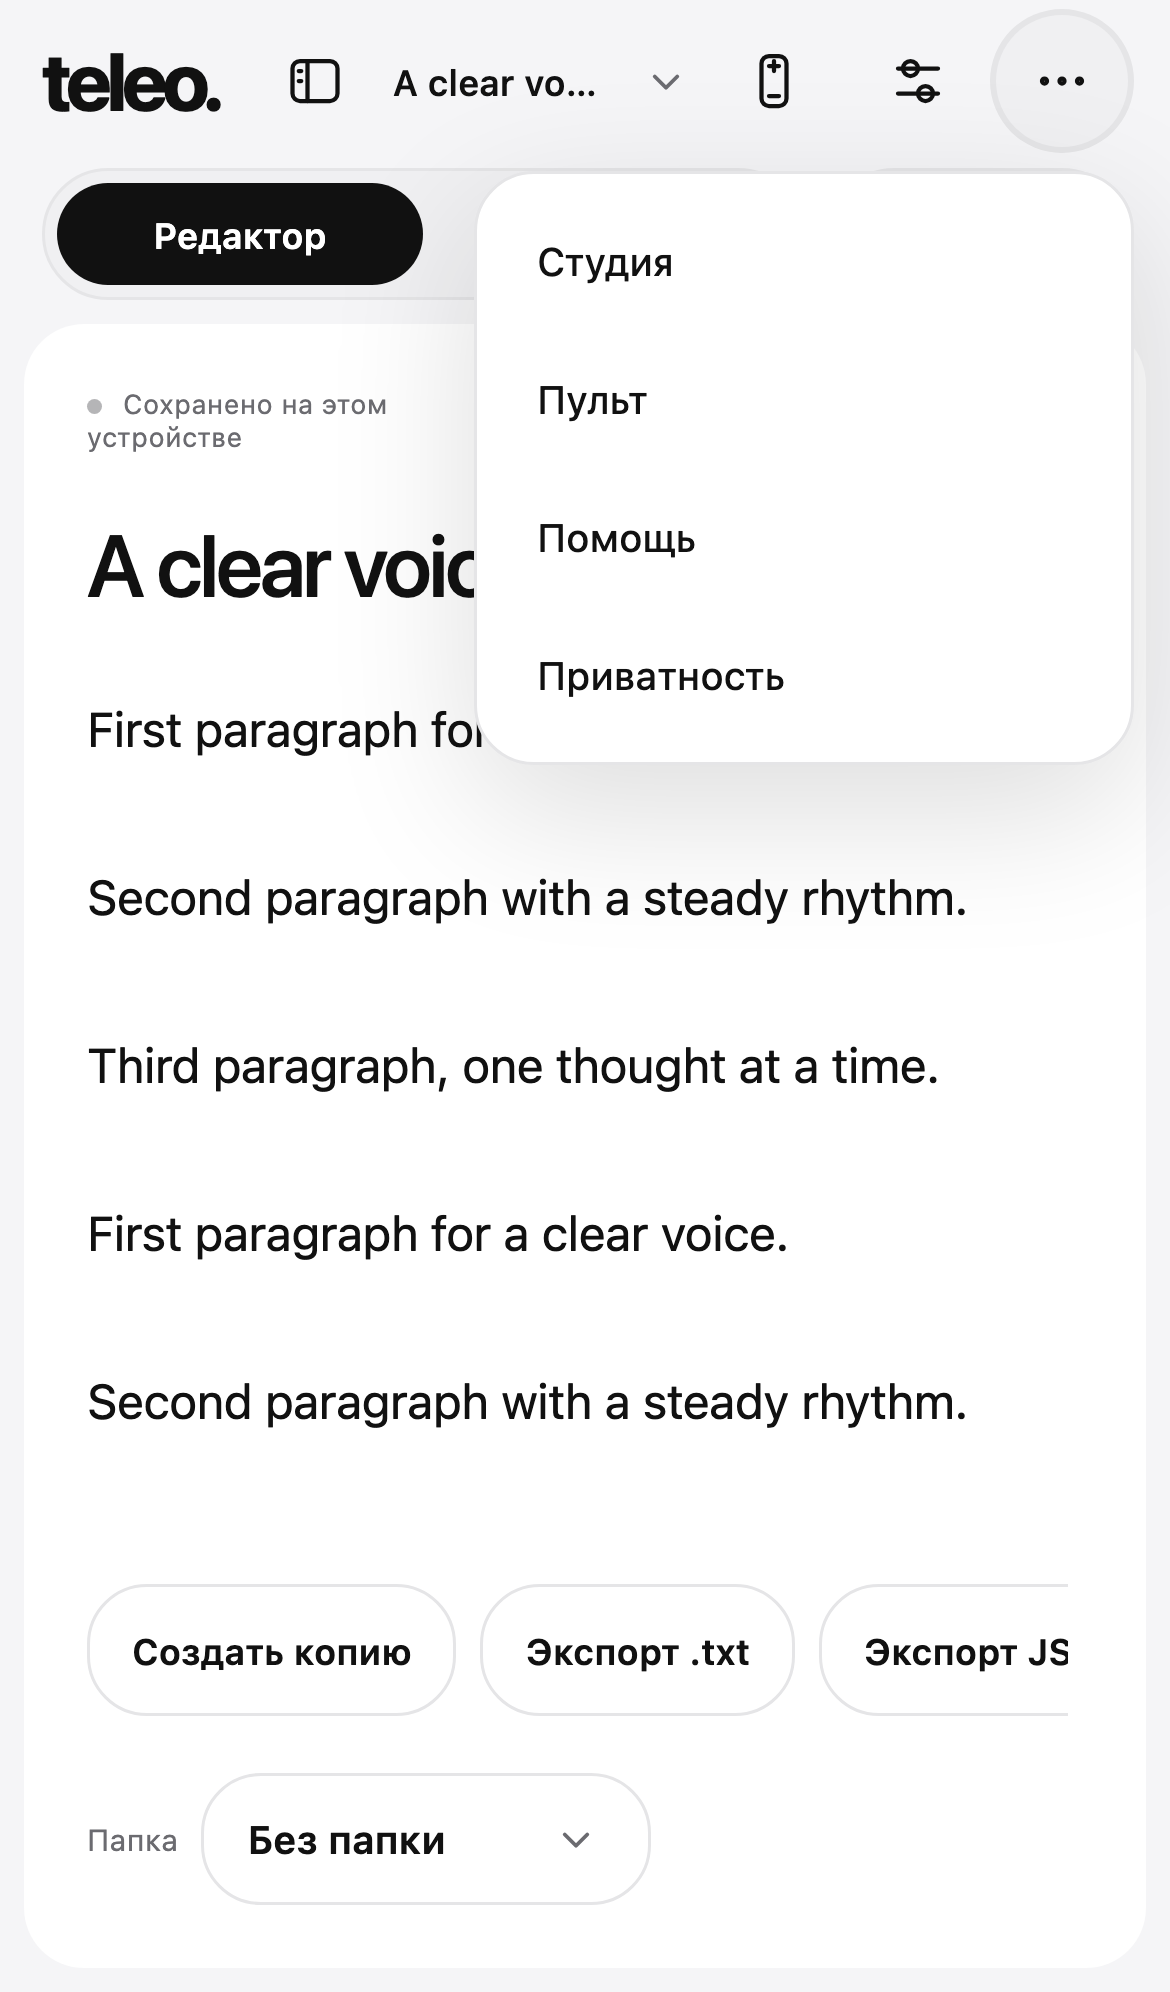 teleo.
A clear vo...
Редактор
Студия
Пульт
Помощь
Приватность
Сохранено на этом
устройстве
A clear voic
First paragraph for
Second paragraph with a steady rhythm.
Third paragraph, one thought at a time.
First paragraph for a clear voice.
Second paragraph with a steady rhythm.
Создать копию
Экспорт .txt
Экспорт JS
Папка
Без папки